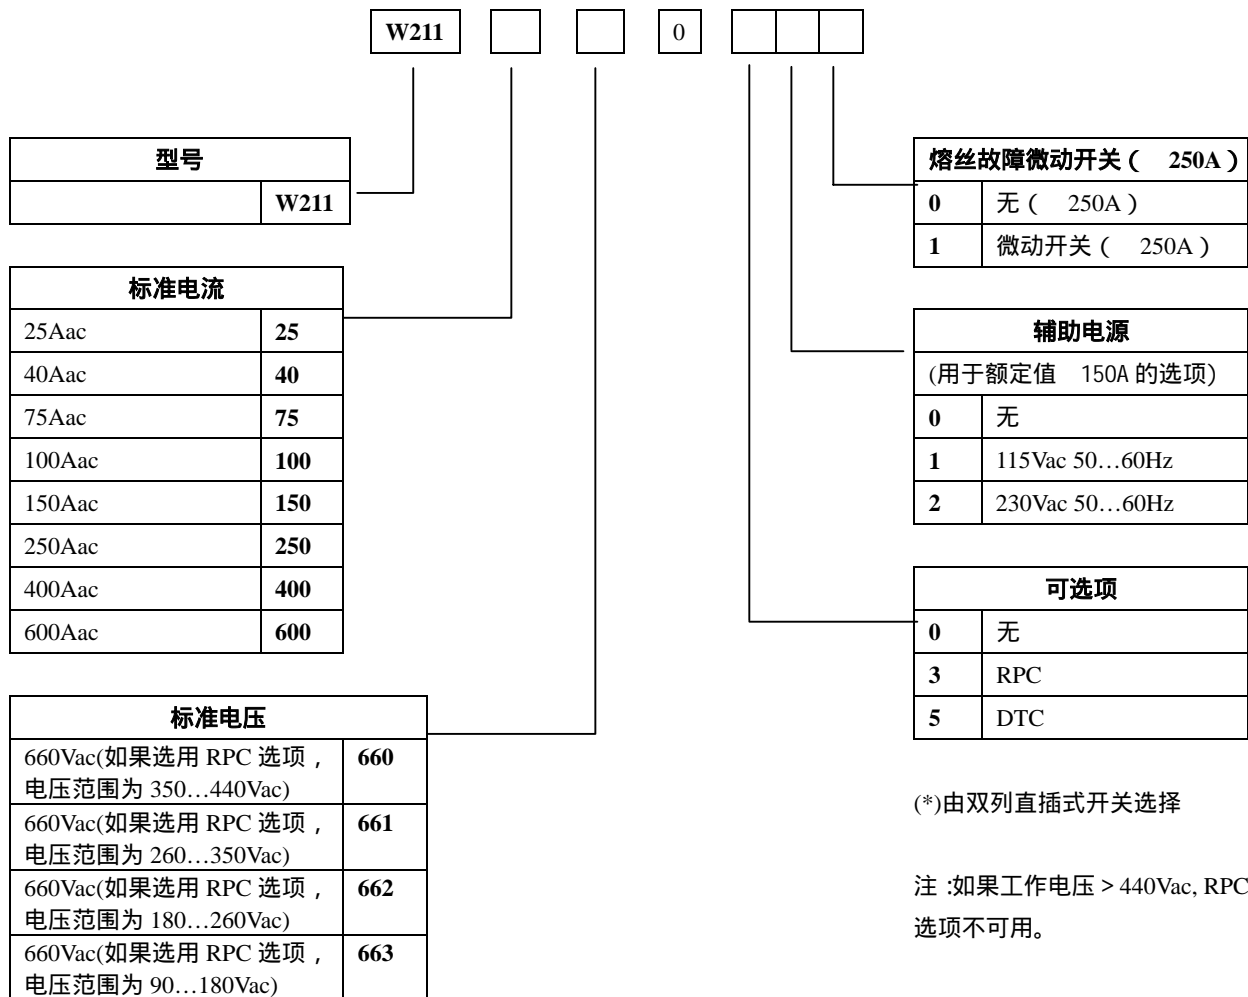 W211 0
型号
W211
标准电流
25Aac 25
40Aac 40
75Aac 75
100Aac 100
150Aac 150
250Aac 250
400Aac 400
600Aac 600
标准电压
660Vac(如果选用 RPC 选项， 660
电压范围为 350…440Vac)
660Vac(如果选用 RPC 选项， 661
电压范围为 260…350Vac)
660Vac(如果选用 RPC 选项， 662
电压范围为 180…260Vac)
660Vac(如果选用 RPC 选项， 663
电压范围为 90…180Vac)
熔丝故障微动开关（ 250A）
0 无（ 250A）
1 微动开关（ 250A）
辅助电源
(用于额定值 150A 的选项)
0 无
1 115Vac 50…60Hz
2 230Vac 50…60Hz
可选项
0 无
3 RPC
5 DTC
(*)由双列直插式开关选择
注：如果工作电压＞440Vac, RPC
选项不可用。